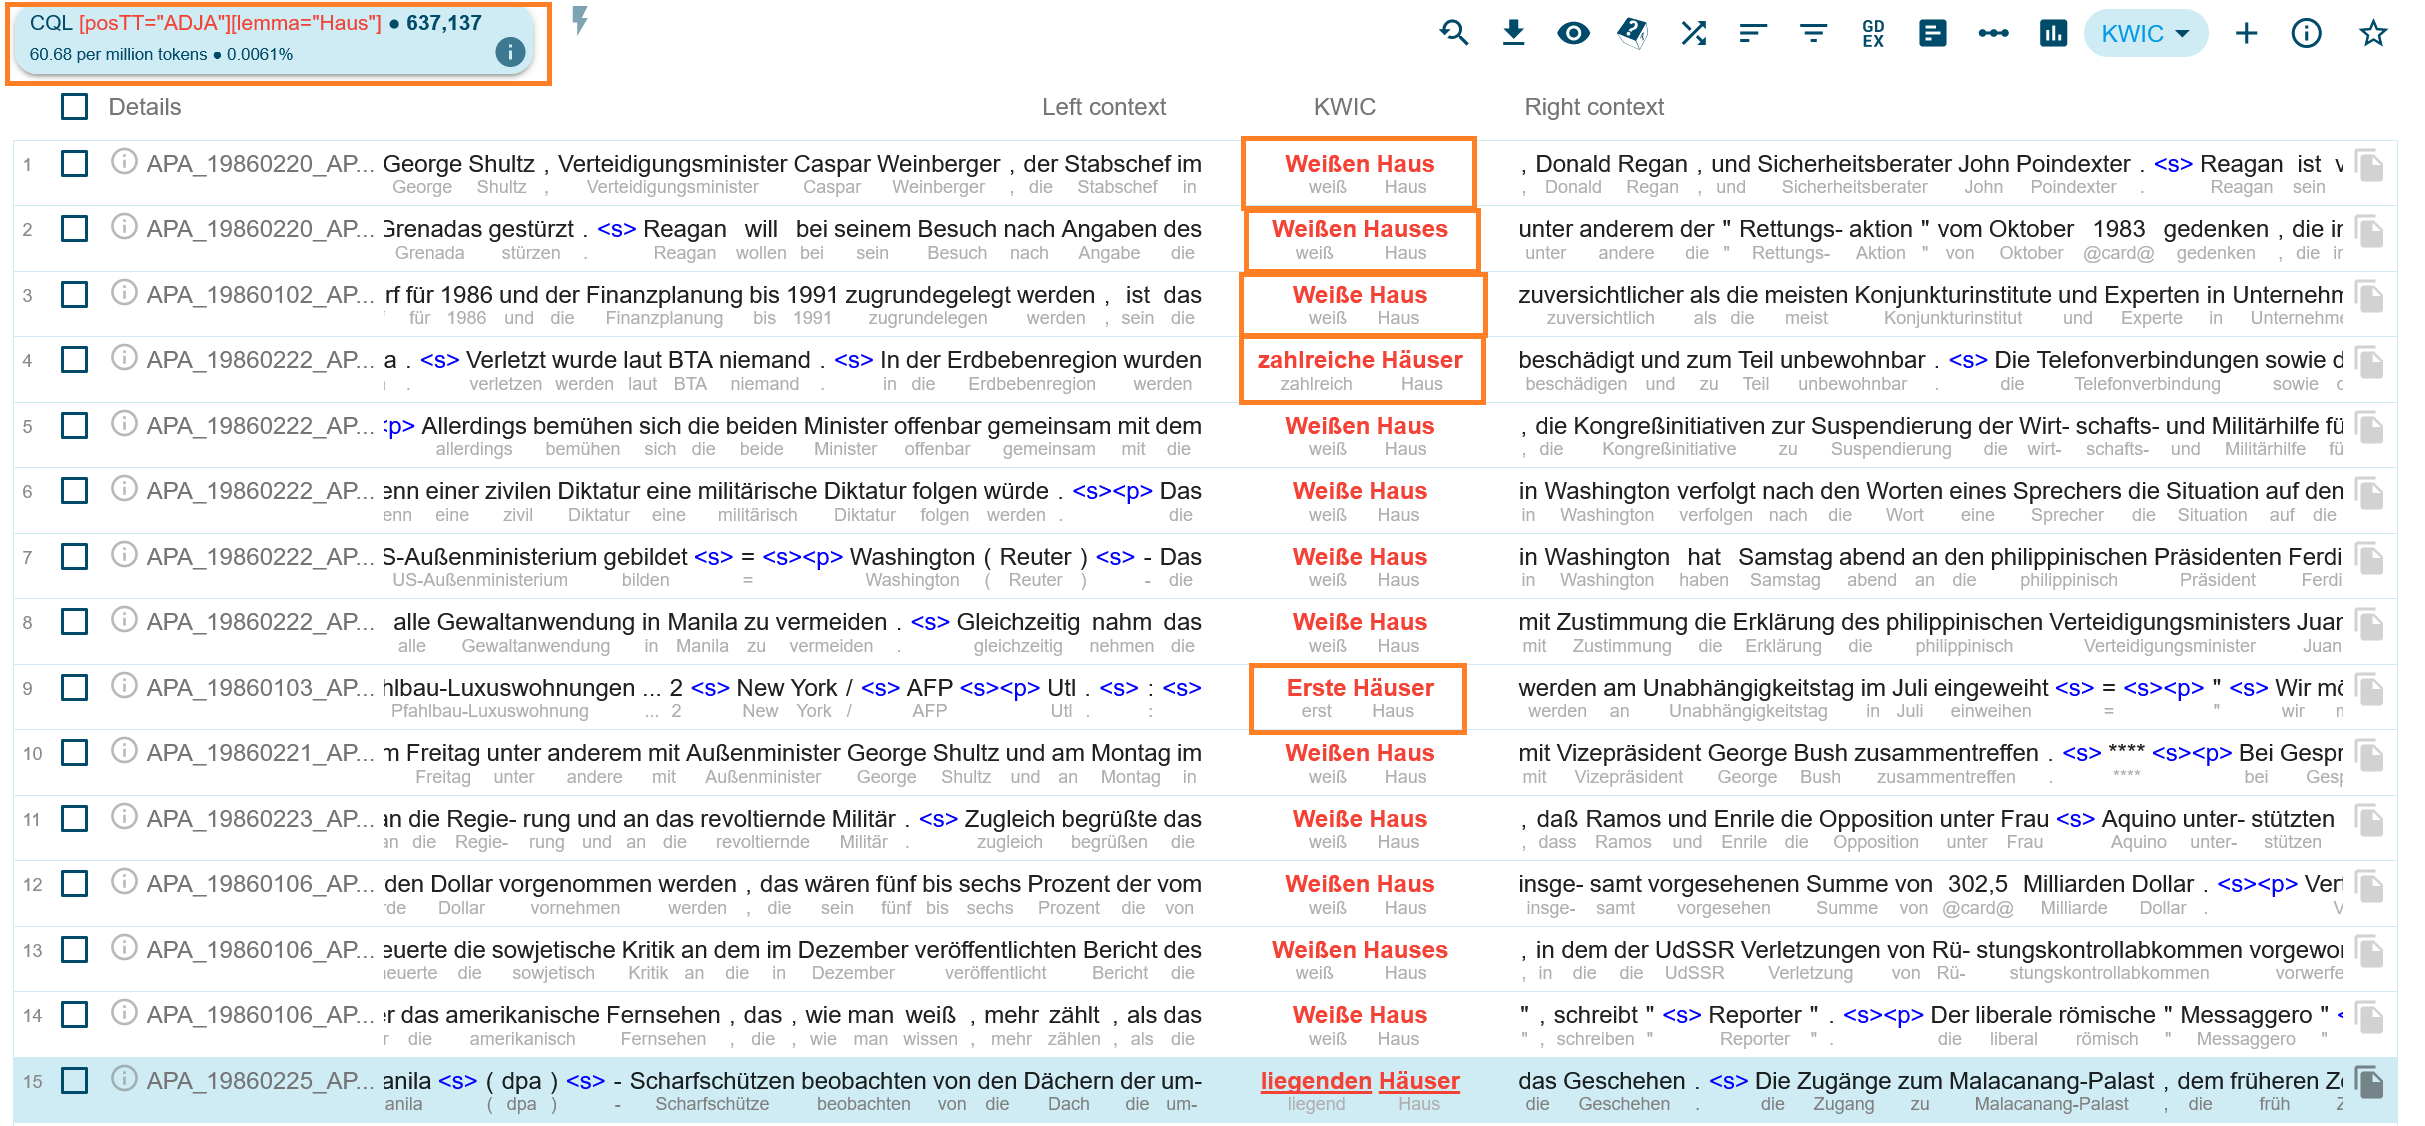 CQL [posTT="ADJA"][lemma="Haus"] ● 637,137
60.68 per million tokens ● 0.0061%
GD
EX
KWIC
Details Left context KWIC Right context
1 APA_19860220_AP... George Shultz , Verteidigungsminister Caspar Weinberger , der Stabschef im Weißen Haus , Donald Regan , und Sicherheitsberater John Poindexter . <s> Reagan ist v
George Shultz , Verteidigungsminister Caspar Weinberger , die Stabschef in weiß Haus , Donald Regan , und Sicherheitsberater John Poindexter . Reagan sein
2 APA_19860220_AP... Grenadas gestürzt . <s> Reagan will bei seinem Besuch nach Angaben des Weißen Hauses unter anderem der " Rettungs- aktion " vom Oktober 1983 gedenken , die ir
Grenada stürzen . Reagan wollen bei sein Besuch nach Angabe die weiß Haus unter andere die " Rettungs- Aktion " von Oktober @card@ gedenken , die ir
3 APA_19860102_AP... rf für 1986 und der Finanzplanung bis 1991 zugrundegelegt werden , ist das Weiße Haus zuversichtlicher als die meisten Konjunkturinstitute und Experten in Unternehm
für 1986 und die Finanzplanung bis 1991 zugrundelegen werden , sein die weiß Haus zuversichtlich als die meist Konjunkturinstitut und Experte in Unternehme
4 APA_19860222_AP... a . <s> Verletzt wurde laut BTA niemand . <s> In der Erdbebenregion wurden zahlreiche Häuser beschädigt und zum Teil unbewohnbar . <s> Die Telefonverbindungen sowie d
. verletzen werden laut BTA niemand . in die Erdbebenregion werden zahlreich Haus beschädigen und zu Teil unbewohnbar . die Telefonverbindung sowie
5 APA_19860222_AP... <p> Allerdings bemühen sich die beiden Minister offenbar gemeinsam mit dem Weißen Haus , die Kongreßinitiativen zur Suspendierung der Wirt- schafts- und Militärhilfe fü
allerdings bemühen sich die beide Minister offenbar gemeinsam mit die weiß Haus , die Kongreßinitiative zu Suspendierung die wirt- schafts- und Militärhilfe fü
6 APA_19860222_AP... enn einer zivilen Diktatur eine militärische Diktatur folgen würde . <s><p> Das Weiße Haus in Washington verfolgt nach den Worten eines Sprechers die Situation auf den
enn eine zivil Diktatur eine militärisch Diktatur folgen werden . die weiß Haus in Washington verfolgen nach die Wort eine Sprecher die Situation auf die
7 APA_19860222_AP... S-Außenministerium gebildet <s> = <s><p> Washington ( Reuter ) <s> - Das Weiße Haus in Washington hat Samstag abend an den philippinischen Präsidenten Ferdi
US-Außenministerium bilden = Washington ( Reuter ) - die weiß Haus in Washington haben Samstag abend an die philippinisch Präsident Ferdi
8 APA_19860222_AP... alle Gewaltanwendung in Manila zu vermeiden . <s> Gleichzeitig nahm das Weiße Haus mit Zustimmung die Erklärung des philippinischen Verteidigungsministers Juan
alle Gewaltanwendung in Manila zu vermeiden . gleichzeitig nehmen die weiß Haus mit Zustimmung die Erklärung die philippinisch Verteidigungsminister Juan
9 APA_19860103_AP... hlbau-Luxuswohnungen ... 2 <s> New York / <s> AFP <s><p> Utl . <s> : <s> Erste Häuser werden am Unabhängigkeitstag im Juli eingeweiht <s> = <s><p> " <s> Wir mö
Pfahlbau-Luxuswohnung ... 2 New York / AFP Utl . : erst Haus werden an Unabhängigkeitstag in Juli einweihen = " wir m
10 APA_19860221_AP... m Freitag unter anderem mit Außenminister George Shultz und am Montag im Weißen Haus mit Vizepräsident George Bush zusammentreffen . <s> **** <s><p> Bei Gespr
Freitag unter andere mit Außenminister George Shultz und an Montag in weiß Haus mit Vizepräsident George Bush zusammentreffen . **** bei Gesp
11 APA_19860223_AP... an die Regie- rung und an das revoltiernde Militär . <s> Zugleich begrüßte das Weiße Haus , daß Ramos und Enrile die Opposition unter Frau <s> Aquino unter- stützten
an die Regie- rung und an die revoltiernde Militär . zugleich begrüßen die weiß Haus , dass Ramos und Enrile die Opposition unter Frau Aquino unter- stützen
12 APA_19860106_AP... den Dollar vorgenommen werden , das wären fünf bis sechs Prozent der vom Weißen Haus insge- samt vorgesehenen Summe von 302,5 Milliarden Dollar . <s><p> Vert
rde Dollar vornehmen werden , die sein fünf bis sechs Prozent die von weiß Haus insge- samt vorgesehen Summe von @card@ Milliarde Dollar . V
13 APA_19860106_AP... euerte die sowjetische Kritik an dem im Dezember veröffentlichten Bericht des Weißen Hauses , in dem der UdSSR Verletzungen von Rü- stungskontrollabkommen vorgewor
neuerte die sowjetisch Kritik an die in Dezember veröffentlicht Bericht die weiß Haus , in die die UdSSR Verletzung von Rü- stungskontrollabkommen vorwerfe
14 APA_19860106_AP... er das amerikanische Fernsehen , das , wie man weiß , mehr zählt , als das Weiße Haus " , schreibt " <s> Reporter " . <s><p> Der liberale römische " Messaggero " <
r die amerikanisch Fernsehen , die , wie man wissen , mehr zählen , als die weiß Haus " , schreiben " Reporter " . die liberal römisch " Messaggero "
15 APA_19860225_AP... anila <s> ( dpa ) <s> - Scharfschützen beobachten von den Dächern der um- liegenden Häuser das Geschehen . <s> Die Zugänge zum Malacanang-Palast , dem früheren Ze
anila ( dpa ) - Scharfschütze beobachten von die Dach die um- liegend Haus die Geschehen . die Zugang zu Malacanang-Palast , die früh Z